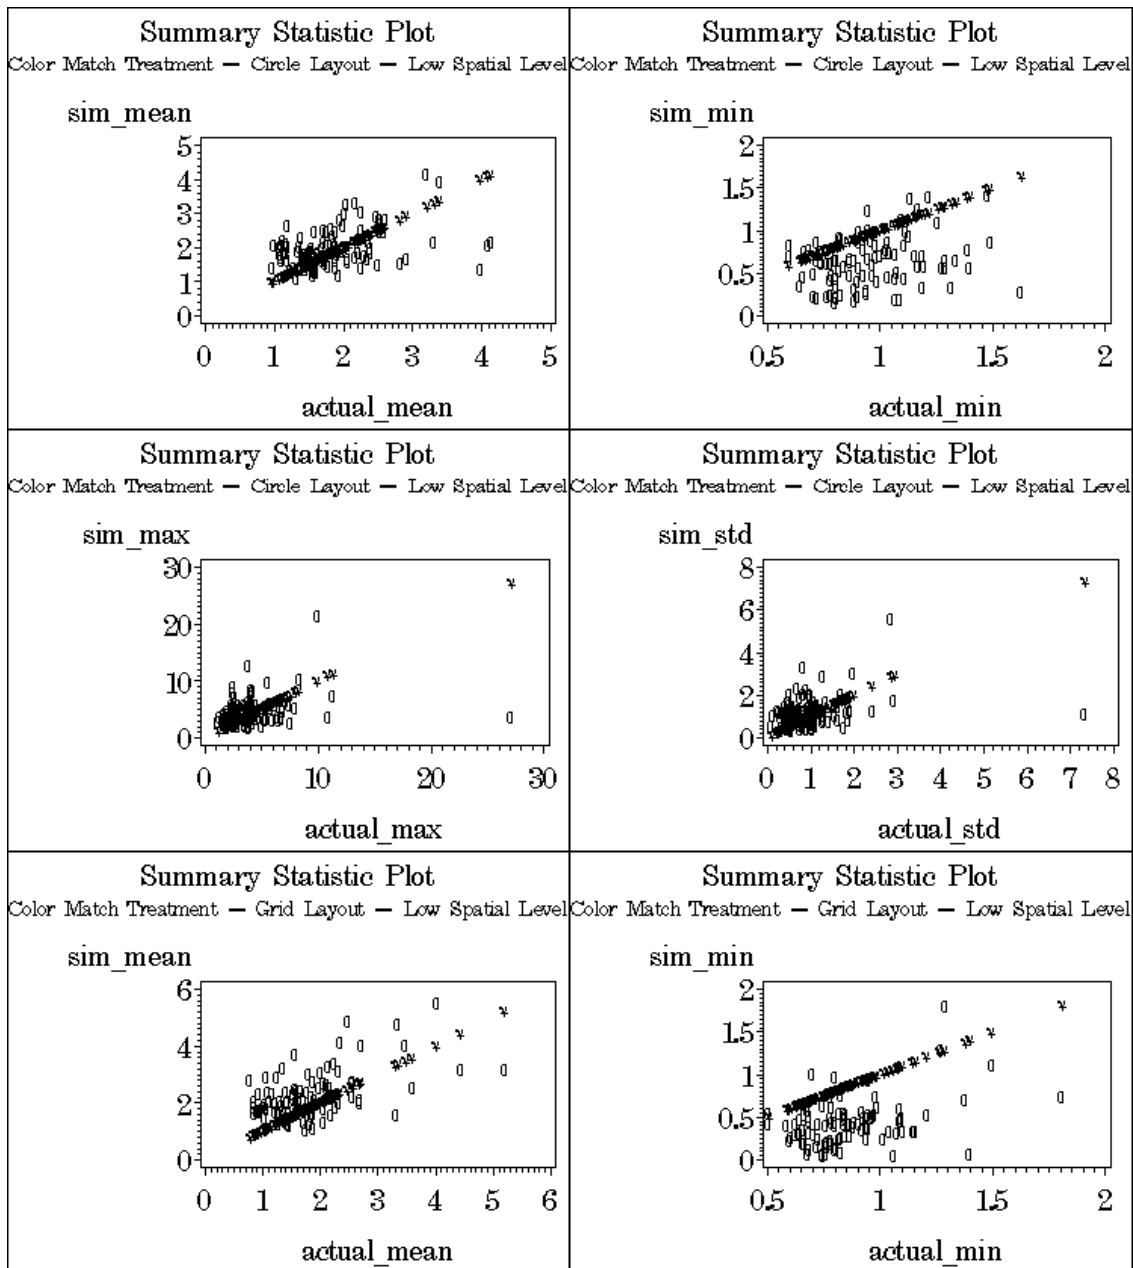 Summary Statistic Plot
Color Match Treatment — Circle Layout — Low Spatial Level
sim_mean
5
4
3
2
1
0
0 1 2 3 4 5
actual_mean
Summary Statistic Plot
Color Match Treatment — Circle Layout — Low Spatial Level
sim_min
2
1.5
1
0.5
0
0.5 1 1.5 2
actual_min
Summary Statistic Plot
Color Match Treatment — Circle Layout — Low Spatial Level
sim_max
30
20
10
0
0 10 20 30
actual_max
Summary Statistic Plot
Color Match Treatment — Circle Layout — Low Spatial Level
sim_std
8
6
4
2
0
0 1 2 3 4 5 6 7 8
actual_std
Summary Statistic Plot
Color Match Treatment — Grid Layout — Low Spatial Level
sim_mean
6
4
2
0
0 1 2 3 4 5 6
actual_mean
Summary Statistic Plot
Color Match Treatment — Grid Layout — Low Spatial Level
sim_min
2
1.5
1
0.5
0
0.5 1 1.5 2
actual_min